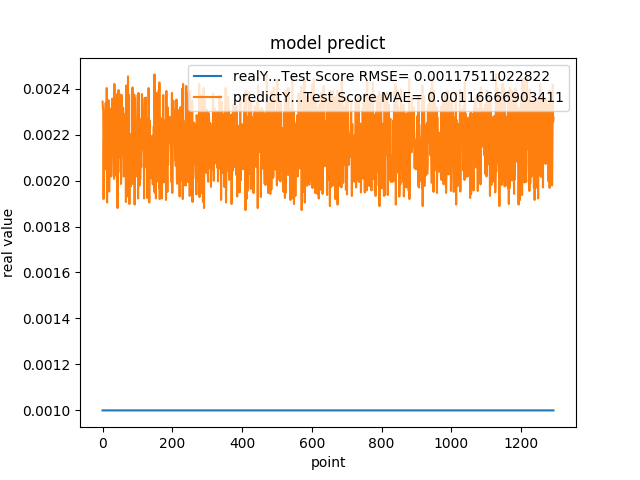 model predict
realY...Test Score RMSE= 0.00117511022822
predictY...Test Score MAE= 0.00116666903411
0.0024
0.0022
0.0020
0.0018
0.0016
0.0014
0.0012
0.0010
real value
0 200 400 600 800 1000 1200
point